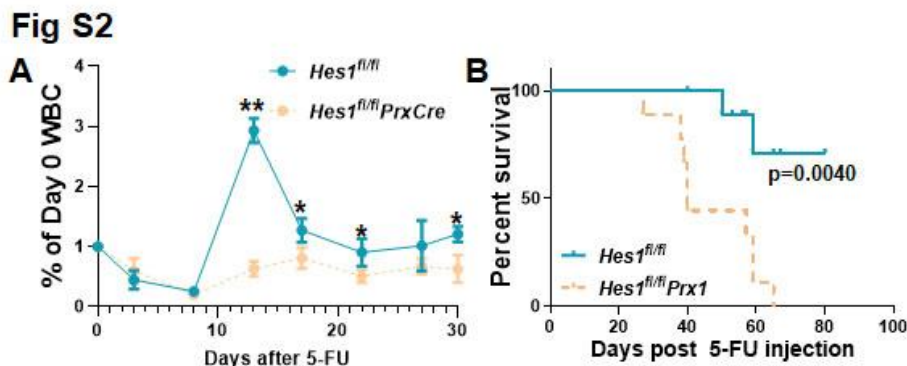 Fig S2
A
% of Day 0 WBC
4
3
2
1
0
Hes1fl/fl
Hes1fl/flPrxCre
**
*
*
*
0
10
20
30
Days after 5-FU
B
Percent survival
100
50
0
p=0.0040
Hes1fl/fl
Hes1fl/flPrx1
0
20
40
60
80
100
Days post 5-FU injection